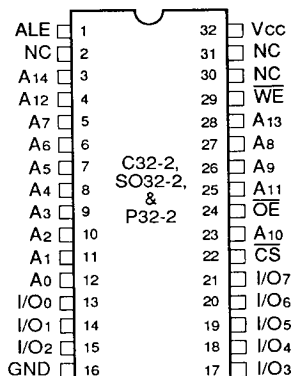 ALE 1 32 Vcc
NC 2 31 NC
A14 3 30 NC
A12 4 29 WE
A7 5 28 A13
A6 6 27 A8
A5 7 26 A9
A4 8 25 A11
A3 9 24 OE
A2 10 23 A10
A1 11 22 CS
A0 12 21 I/O7
I/O0 13 20 I/O6
I/O1 14 19 I/O5
I/O2 15 18 I/O4
GND 16 17 I/O3
C32-2,
SO32-2,
&
P32-2